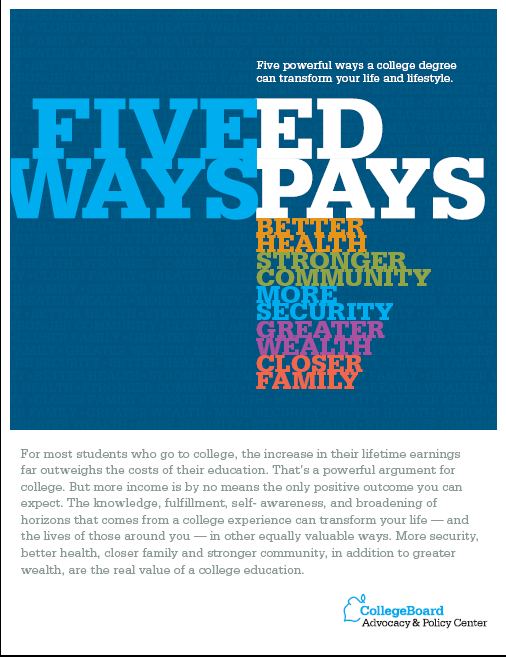 Five powerful ways a college degree
can transform your life and lifestyle.
FIVE ED
WAYS PAYS
BETTER
HEALTH
STRONGER
COMMUNITY
MORE
SECURITY
GREATER
WEALTH
CLOSER
FAMILY
For most students who go to college, the increase in their lifetime earnings
far outweighs the costs of their education. That's a powerful argument for
college. But more income is by no means the only positive outcome you can
expect. The knowledge, fulfillment, self- awareness, and broadening of
horizons that comes from a college experience can transform your life — and
the lives of those around you — in other equally valuable ways. More security,
better health, closer family and stronger community, in addition to greater
wealth, are the real value of a college education.
CollegeBoard
Advocacy & Policy Center